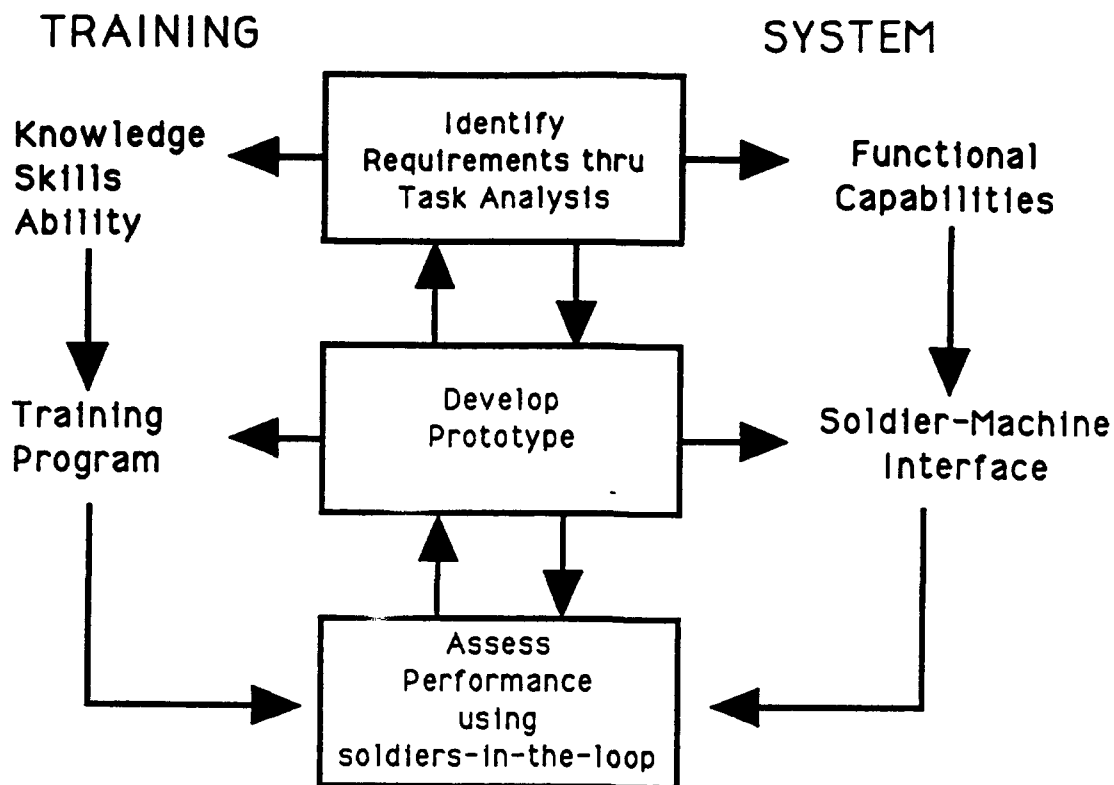 TRAINING
SYSTEM
Identify
Requirements thru
Task Analysis
Knowledge
Skills
Ability
Functional
Capabilities
Develop
Prototype
Training
Program
Soldier-Machine
Interface
Assess
Performance
using
soldiers-in-the-loop